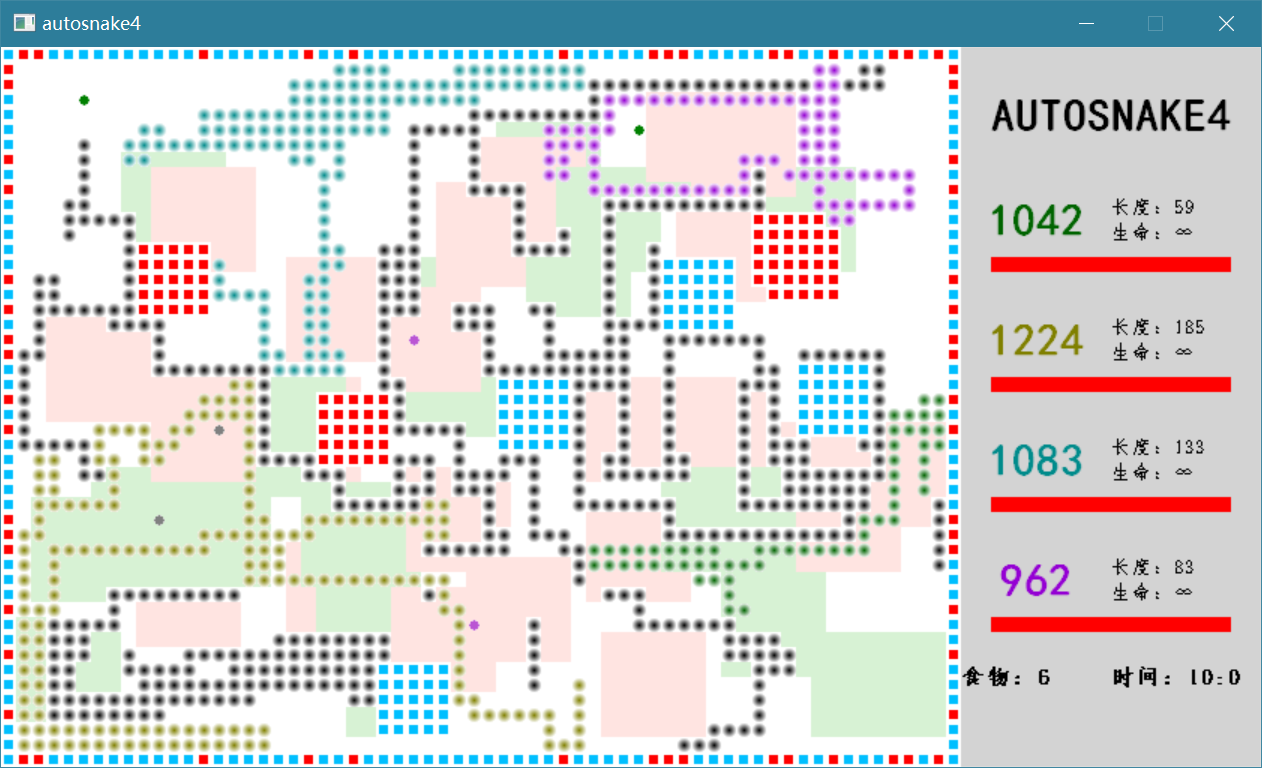 autosnake4
AUTOSNAKE4
1042 长度: 59
生命: ∞
1224 长度: 185
生命: ∞
1083 长度: 133
生命: ∞
962 长度: 83
生命: ∞
食物: 6 时间: 10:0